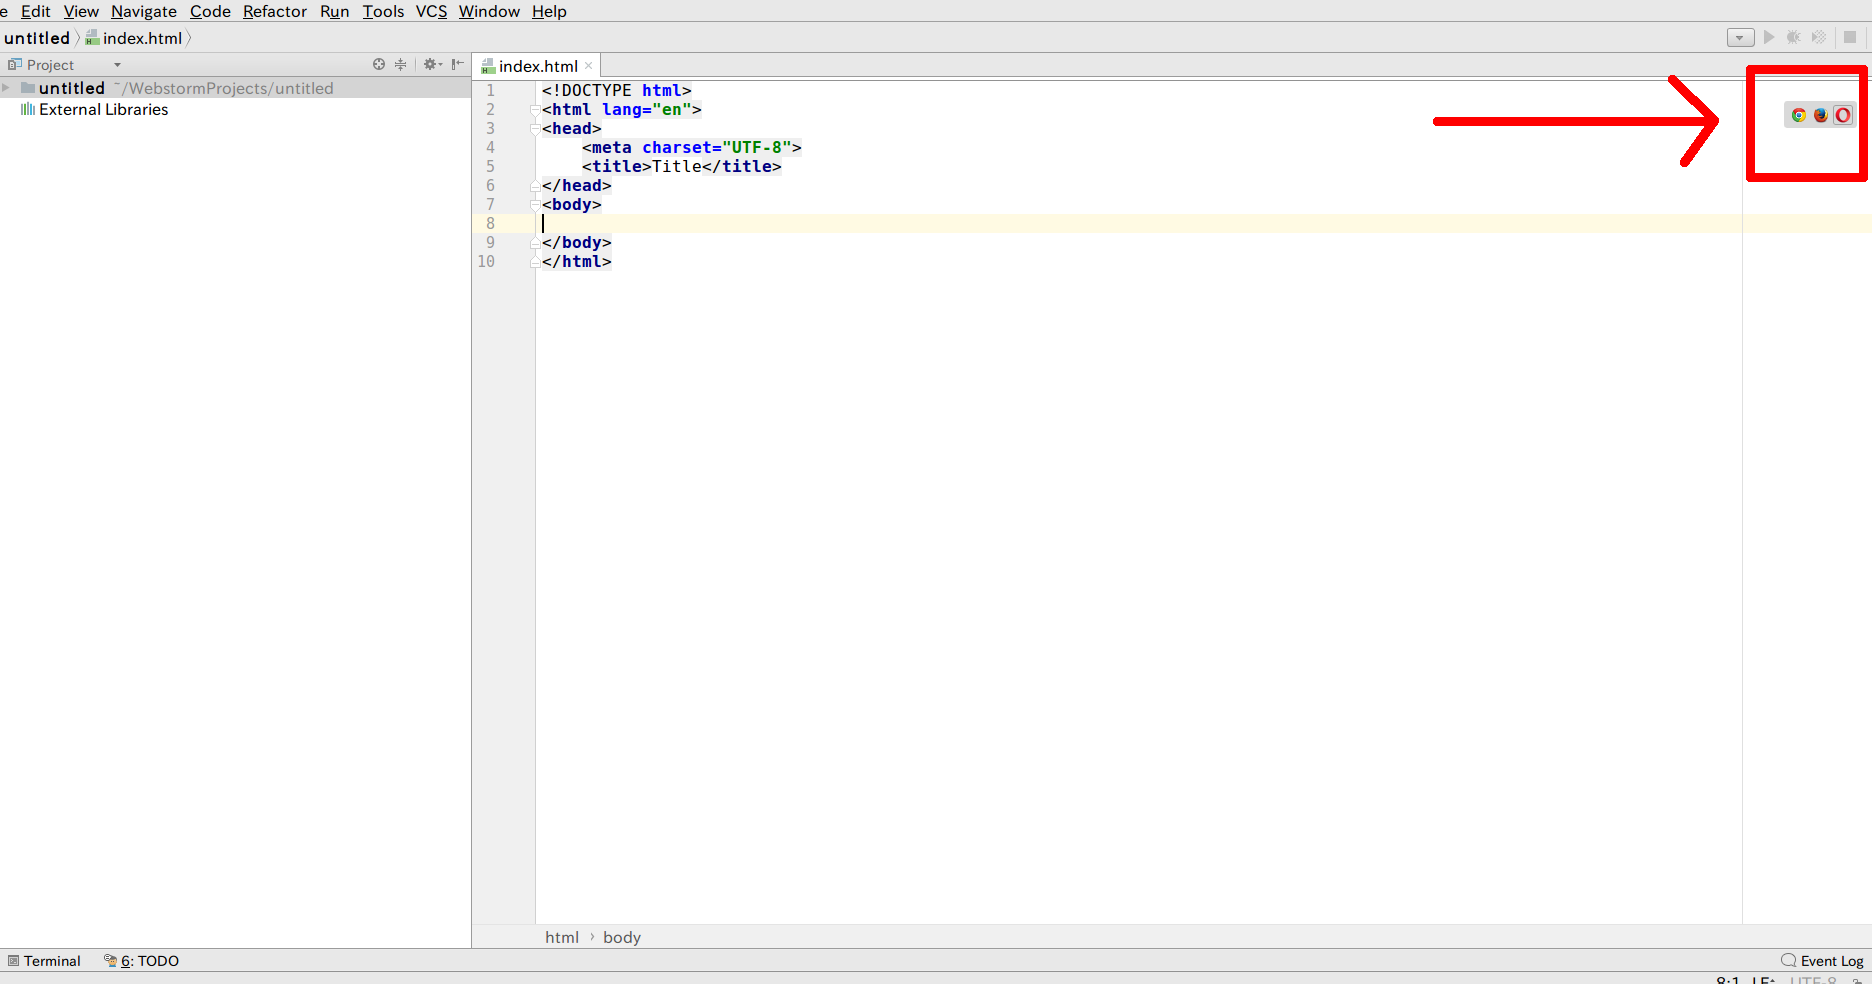 e Edit View Navigate Code Refactor Run Tools VCS Window Help
untitled index.html
Project
untitled ~/WebstormProjects/untitled
External Libraries
index.html
1 <!DOCTYPE html>
2 <html lang="en">
3 <head>
4 <meta charset="UTF-8">
5 <title>Title</title>
6 </head>
7 <body>
8
9 </body>
10 </html>
html › body
Terminal 6: TODO Event Log
8:1 LF UTF-8